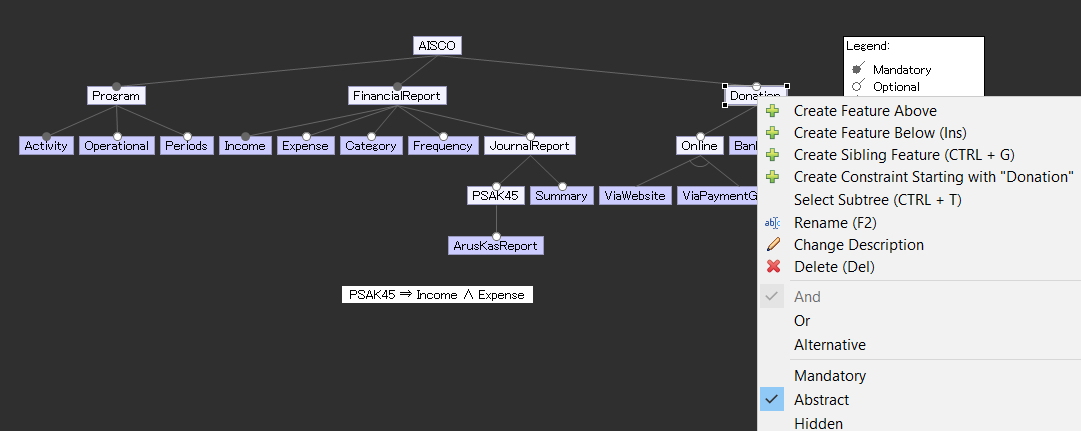 AISCO
Legend:
Mandatory
Optional
Program
FinancialReport
Donation
Activity
Operational
Periods
Income
Expense
Category
Frequency
JournalReport
Online
PSAK45
Summary
ViaWebsite
ArusKasReport
PSAK45 ⇒ Income ∧ Expense
Create Feature Above
Create Feature Below (Ins)
Create Sibling Feature (CTRL + G)
Create Constraint Starting with "Donation"
Select Subtree (CTRL + T)
Rename (F2)
Change Description
Delete (Del)
And
Or
Alternative
Mandatory
Abstract
Hidden